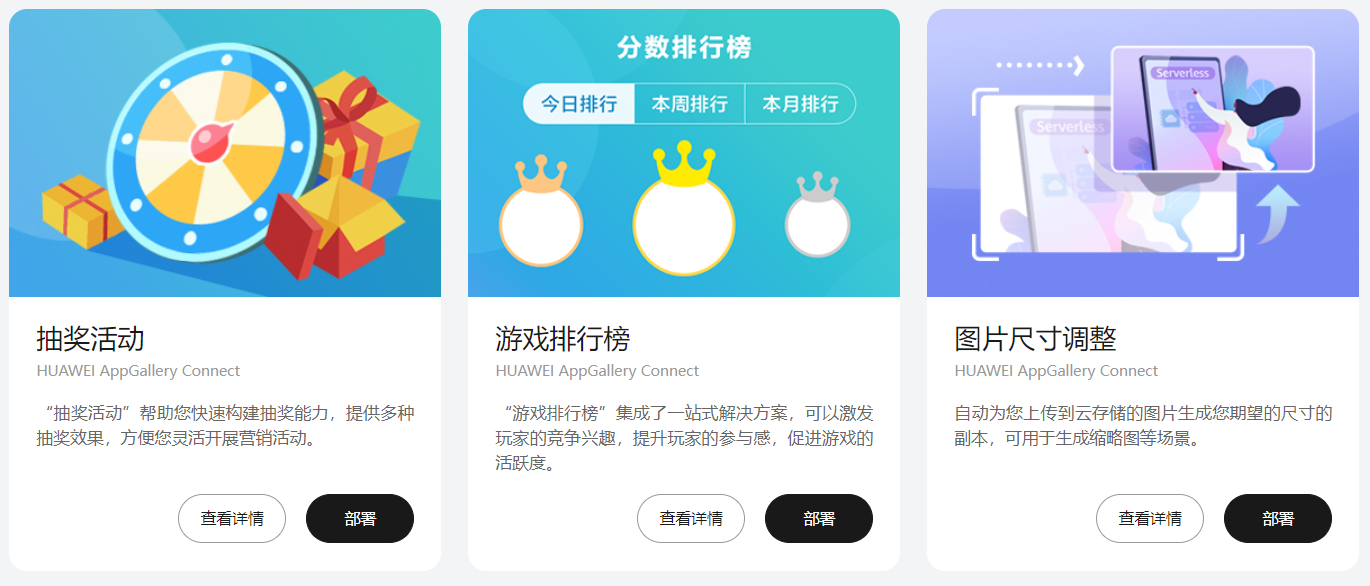 分数排行榜
今日排行 本周排行 本月排行
Serverless
Serverless
抽奖活动
HUAWEI AppGallery Connect
“抽奖活动”帮助您快速构建抽奖能力，提供多种
抽奖效果，方便您灵活开展营销活动。
查看详情 部署
游戏排行榜
HUAWEI AppGallery Connect
“游戏排行榜”集成了一站式解决方案，可以激发
玩家的竞争兴趣，提升玩家的参与感，促进游戏的
活跃度。
查看详情 部署
图片尺寸调整
HUAWEI AppGallery Connect
自动为您上传到云存储的图片生成您期望的尺寸的
副本，可用于生成缩略图等场景。
查看详情 部署